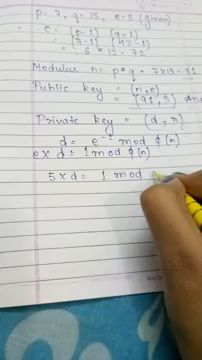 p= 7, q= 13, e-5 (given)
= (p-1) (q-1)
= (7-1) (13-1)
= 6 * 12 = 72
Modulus n= p*q = 7×13 = 91
Public key = (n, e)
= (91, 5)
Private key = (d, n)
d = e⁻¹ mod ϕ(n)
e × d = 1 mod ϕ(n)
5×d = 1 mod